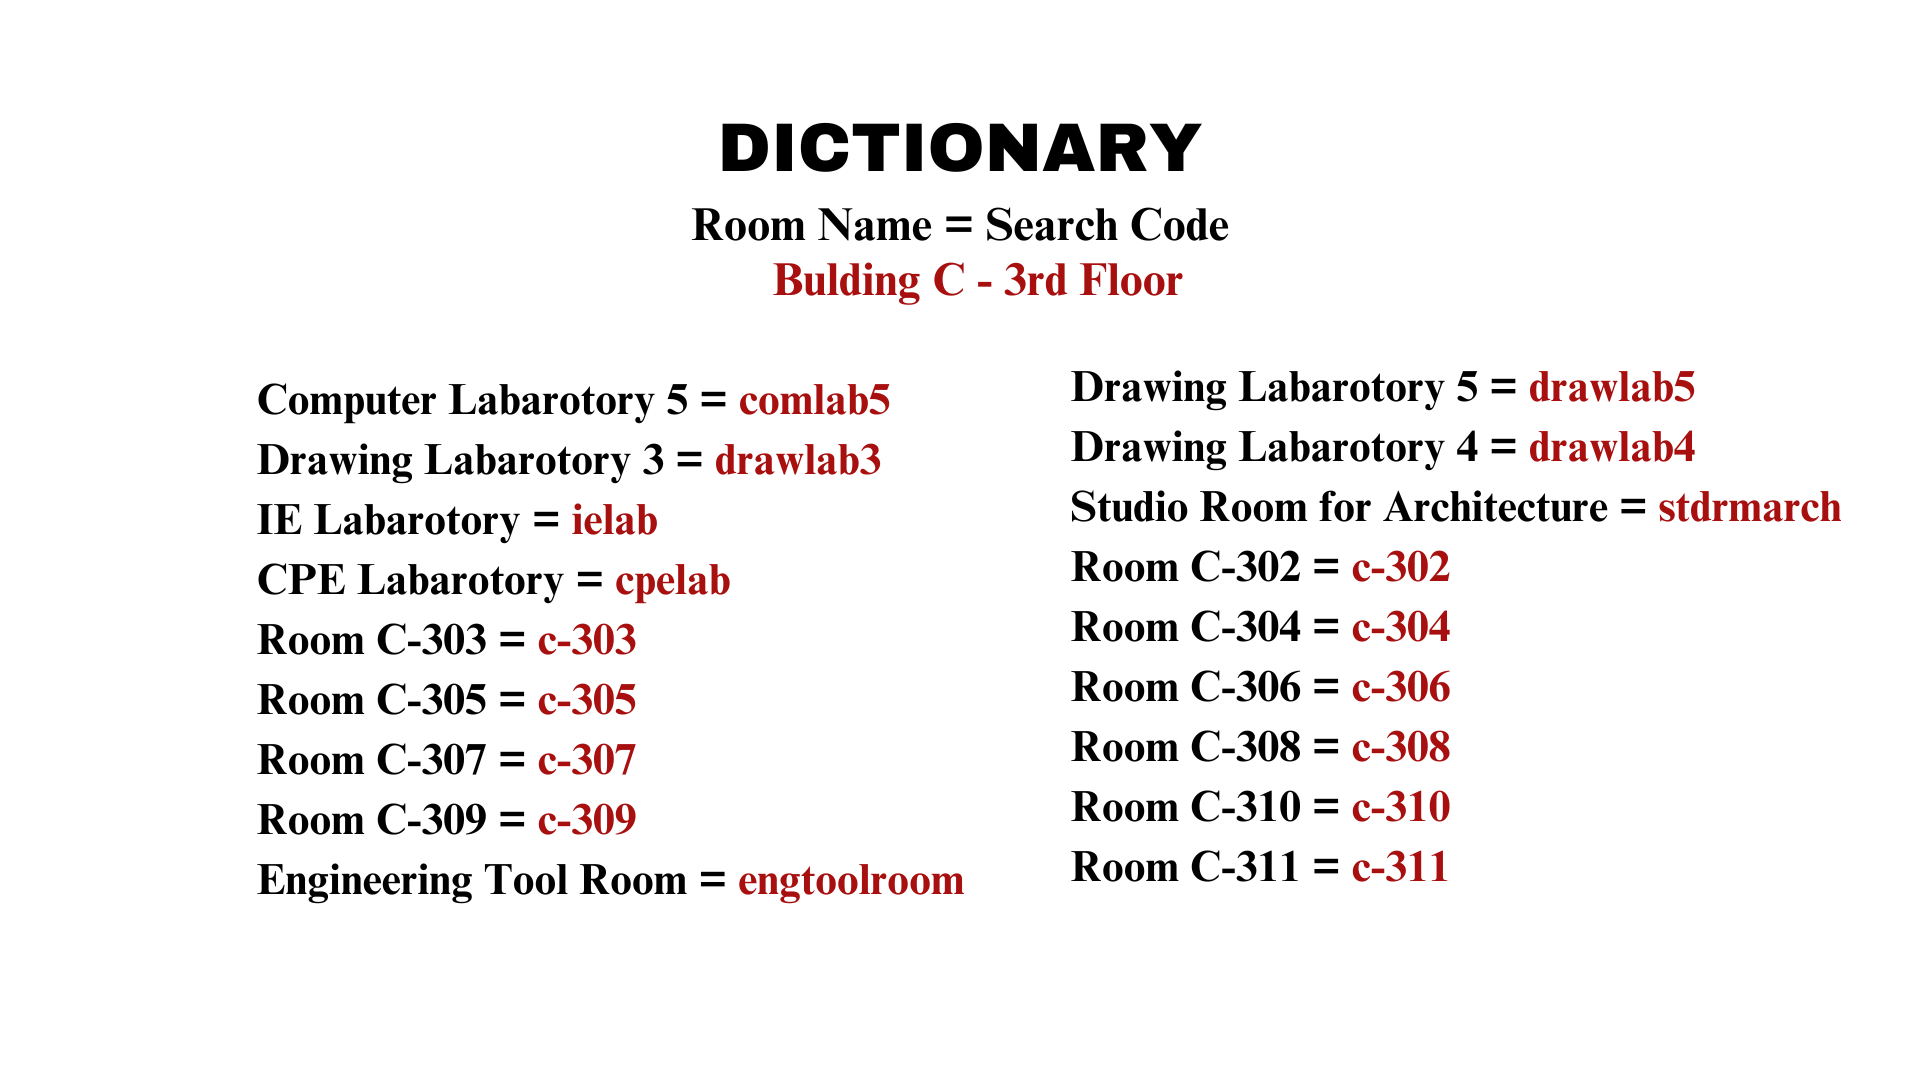 DICTIONARY
Room Name = Search Code
Bulding C - 3rd Floor
Computer Labarotory 5 = comlab5
Drawing Labarotory 3 = drawlab3
IE Labarotory = ielab
CPE Labarotory = cpelab
Room C-303 = c-303
Room C-305 = c-305
Room C-307 = c-307
Room C-309 = c-309
Engineering Tool Room = engtoolroom
Drawing Labarotory 5 = drawlab5
Drawing Labarotory 4 = drawlab4
Studio Room for Architecture = stdrmarch
Room C-302 = c-302
Room C-304 = c-304
Room C-306 = c-306
Room C-308 = c-308
Room C-310 = c-310
Room C-311 = c-311